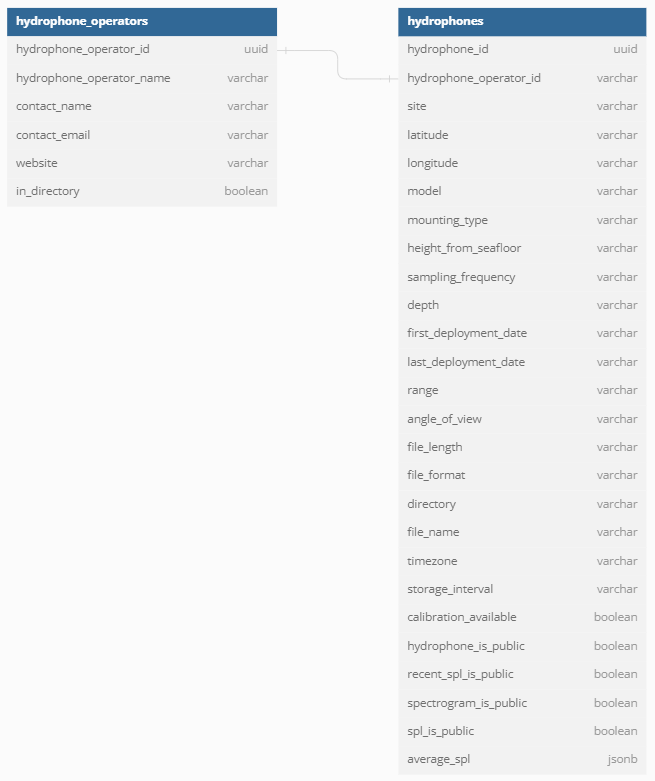 hydrophone_operators
hydrophone_operator_id uuid
hydrophone_operator_name varchar
contact_name varchar
contact_email varchar
website varchar
in_directory boolean
hydrophones
hydrophone_id uuid
hydrophone_operator_id varchar
site varchar
latitude varchar
longitude varchar
model varchar
mounting_type varchar
height_from_seafloor varchar
sampling_frequency varchar
depth varchar
first_deployment_date varchar
last_deployment_date varchar
range varchar
angle_of_view varchar
file_length varchar
file_format varchar
directory varchar
file_name varchar
timezone varchar
storage_interval varchar
calibration_available boolean
hydrophone_is_public boolean
recent_spl_is_public boolean
spectrogram_is_public boolean
spl_is_public boolean
average_spl jsonb